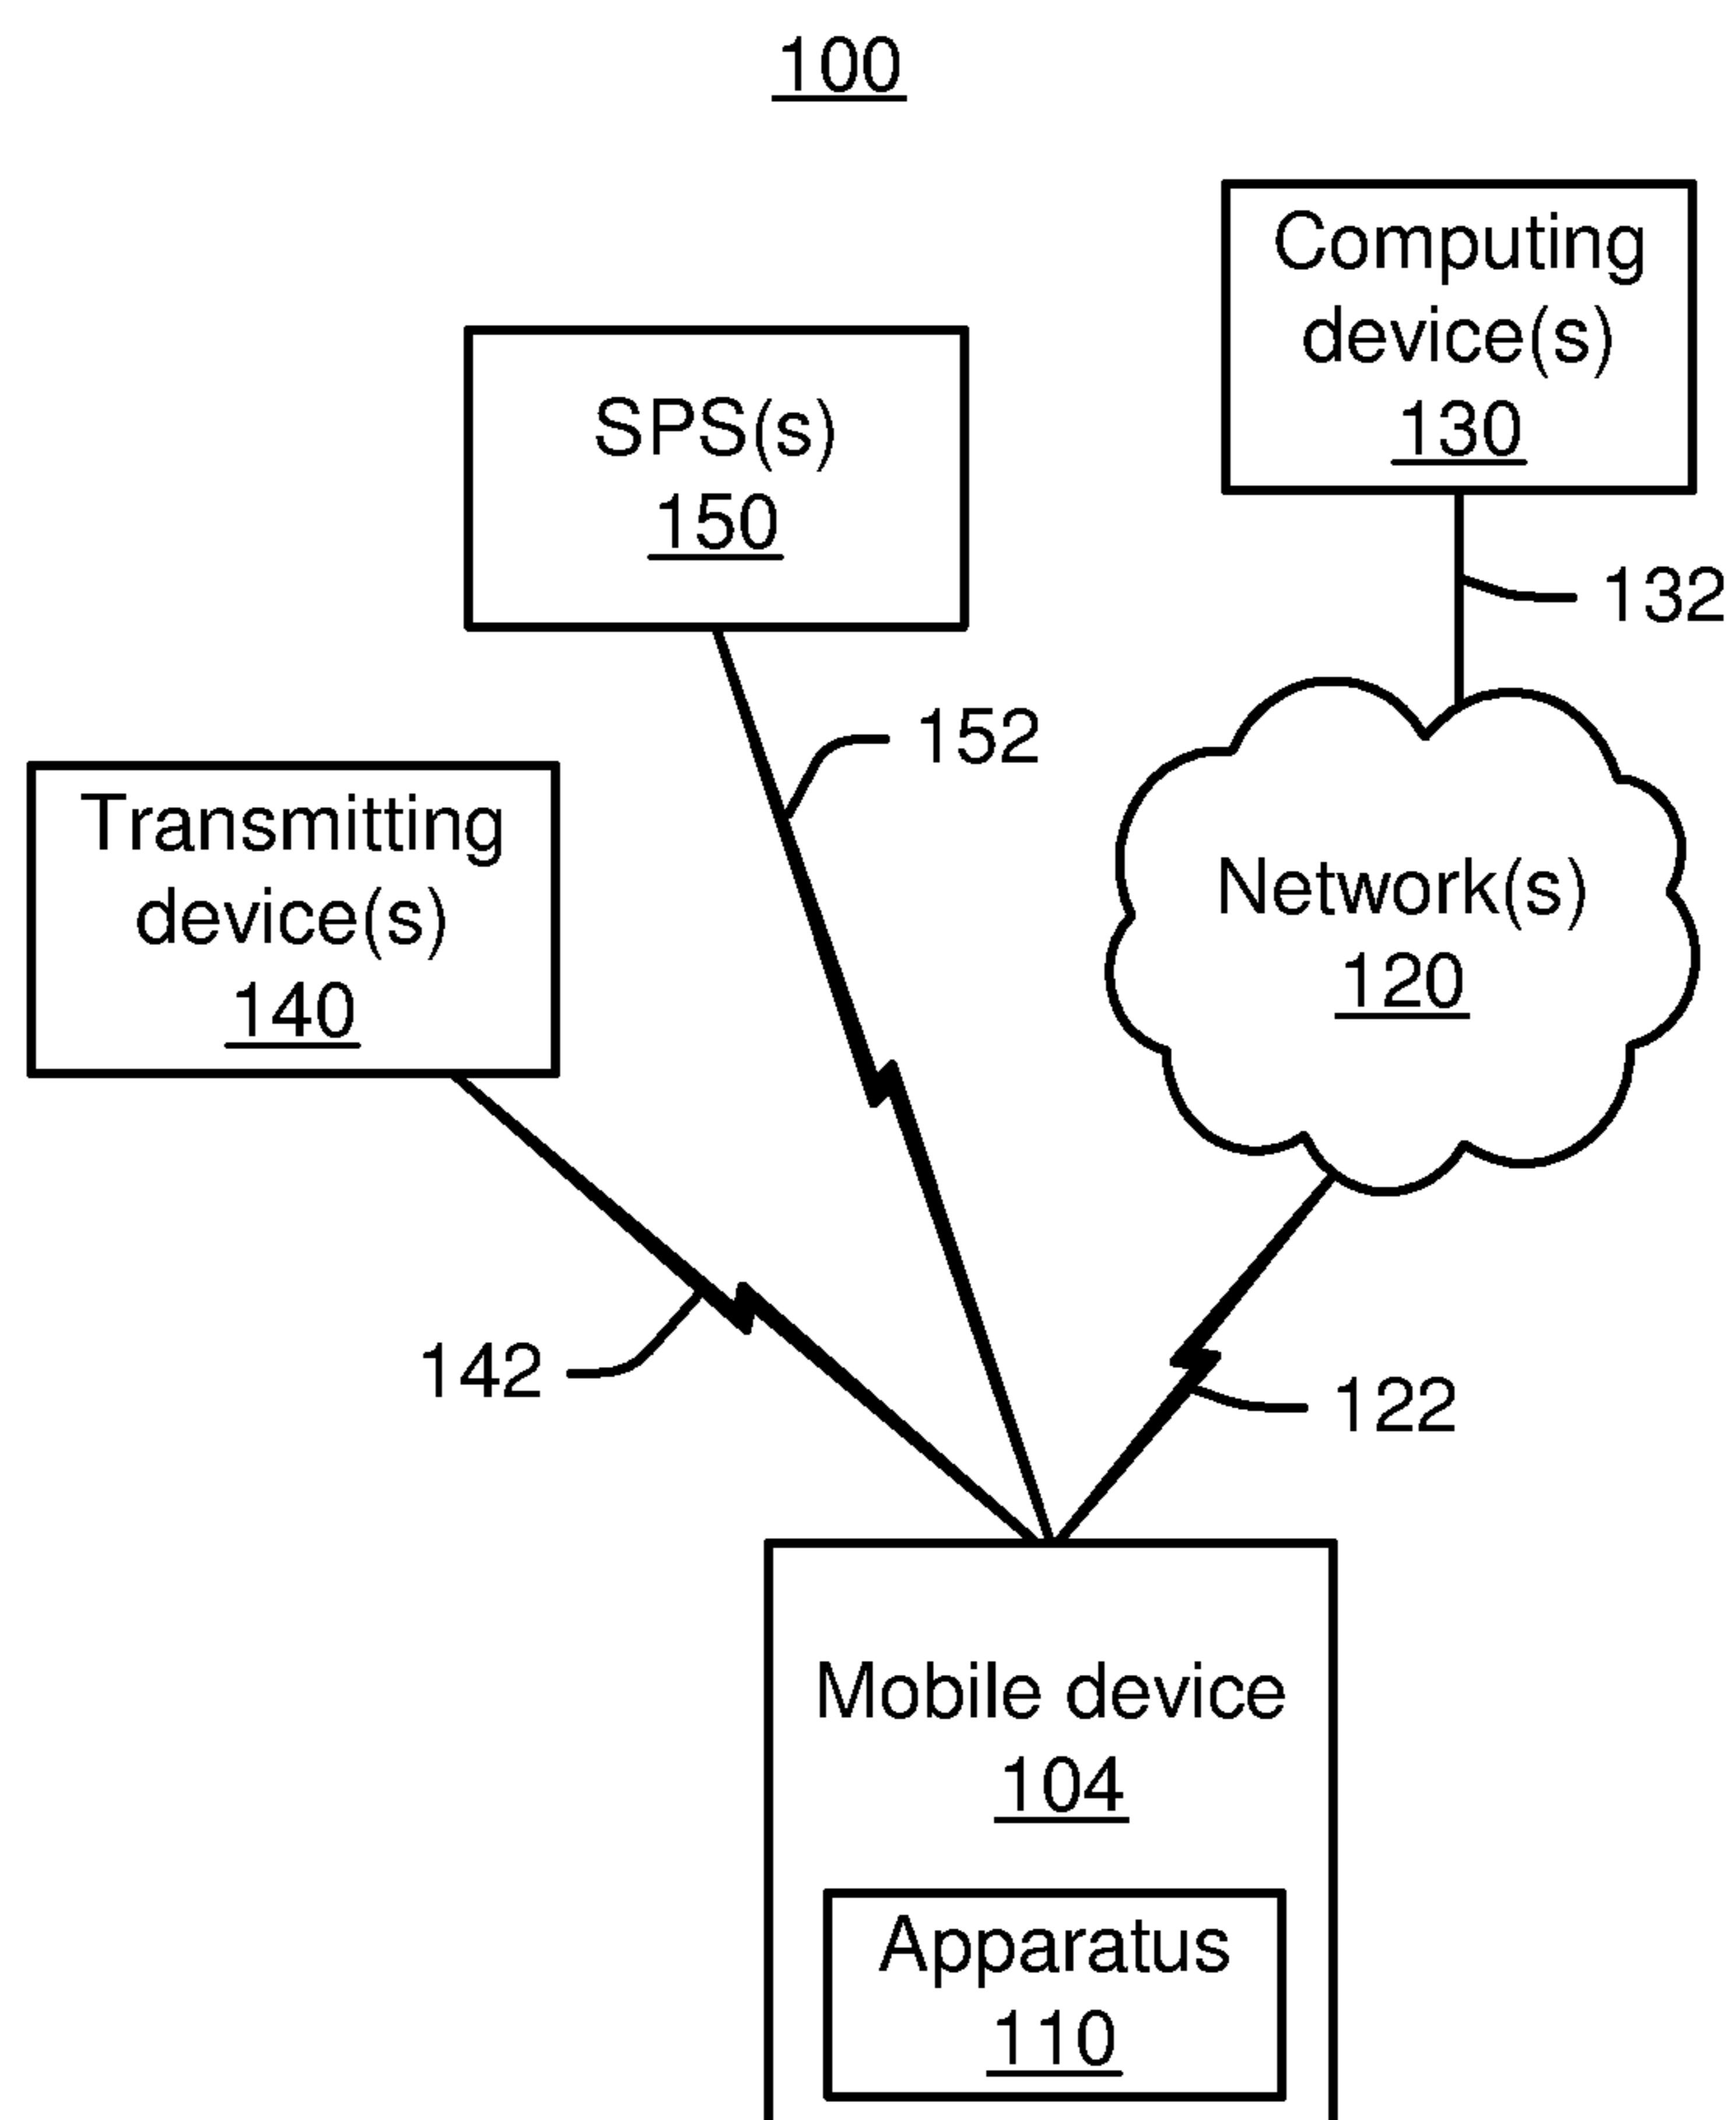 100
Computing
device(s)
130
SPS(s)
150
132
152
Transmitting
device(s)
140
Network(s)
120
142
122
Mobile device
104
Apparatus
110